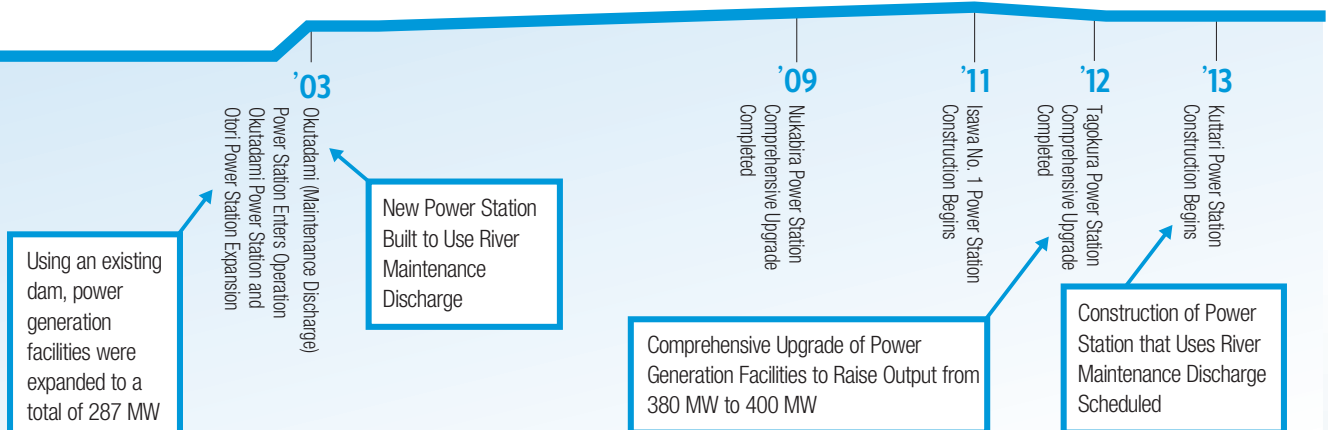 '03
Okutadami (Maintenance Discharge)
Power Station Enters Operation
Okutadami Power Station and
Otori Power Station Expansion
Using an existing
dam, power
generation
facilities were
expanded to a
total of 287 MW
New Power Station
Built to Use River
Maintenance
Discharge
'09
Nukabira Power Station
Comprehensive Upgrade
Completed
'11
Isawa No. 1 Power Station
Construction Begins
'12
Tagokura Power Station
Comprehensive Upgrade
Completed
Comprehensive Upgrade of Power
Generation Facilities to Raise Output from
380 MW to 400 MW
'13
Kuttari Power Station
Construction Begins
Construction of Power
Station that Uses River
Maintenance Discharge
Scheduled